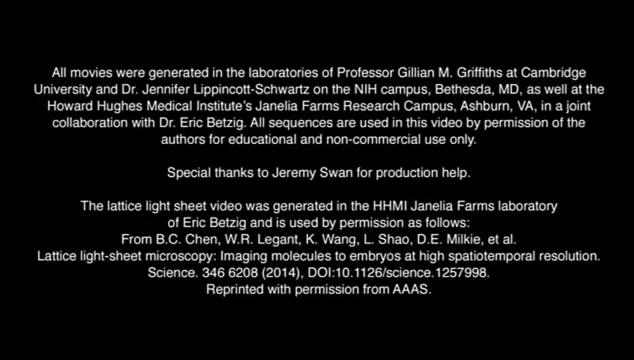 All movies were generated in the laboratories of Professor Gillian M. Griffiths at Cambridge
University and Dr. Jennifer Lippincott-Schwartz on the NIH campus, Bethesda, MD, as well at the
Howard Hughes Medical Institute's Janelia Farms Research Campus, Ashburn, VA, in a joint
collaboration with Dr. Eric Betzig. All sequences are used in this video by permission of the
authors for educational and non-commercial use only.
Special thanks to Jeremy Swan for production help.
The lattice light sheet video was generated in the HHMI Janelia Farms laboratory
of Eric Betzig and is used by permission as follows:
From B.C. Chen, W.R. Legant, K. Wang, L. Shao, D.E. Milkie, et al.
Lattice light-sheet microscopy: Imaging molecules to embryos at high spatiotemporal resolution.
Science. 346 6208 (2014), DOI:10.1126/science.1257998.
Reprinted with permission from AAAS.